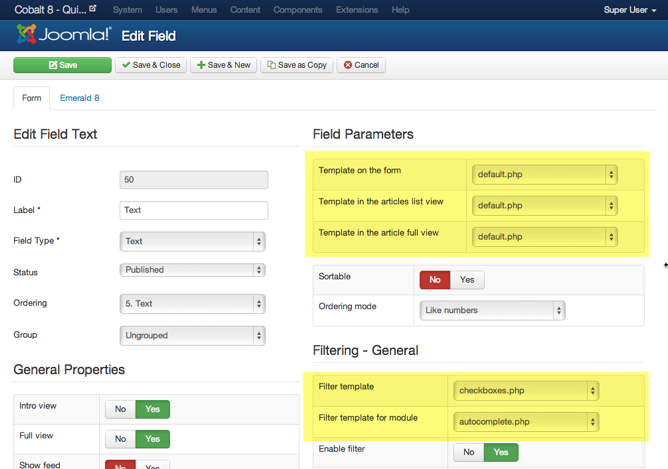 Cobalt 8 - Qui... System Users Menus Content Components Extensions Help Super User
Joomla! Edit Field
Save Save & Close Save & New Save as Copy Cancel
Form Emerald 8
Edit Field Text
ID 50
Label * Text
Field Type * Text
Status Published
Ordering 5. Text
Group Ungrouped
General Properties
Intro view No Yes
Full view No Yes
Show feed No Yes
Field Parameters
Template on the form default.php
Template in the articles list view default.php
Template in the article full view default.php
Sortable No Yes
Ordering mode Like numbers
Filtering - General
Filter template checkboxes.php
Filter template for module autocomplete.php
Enable filter No Yes